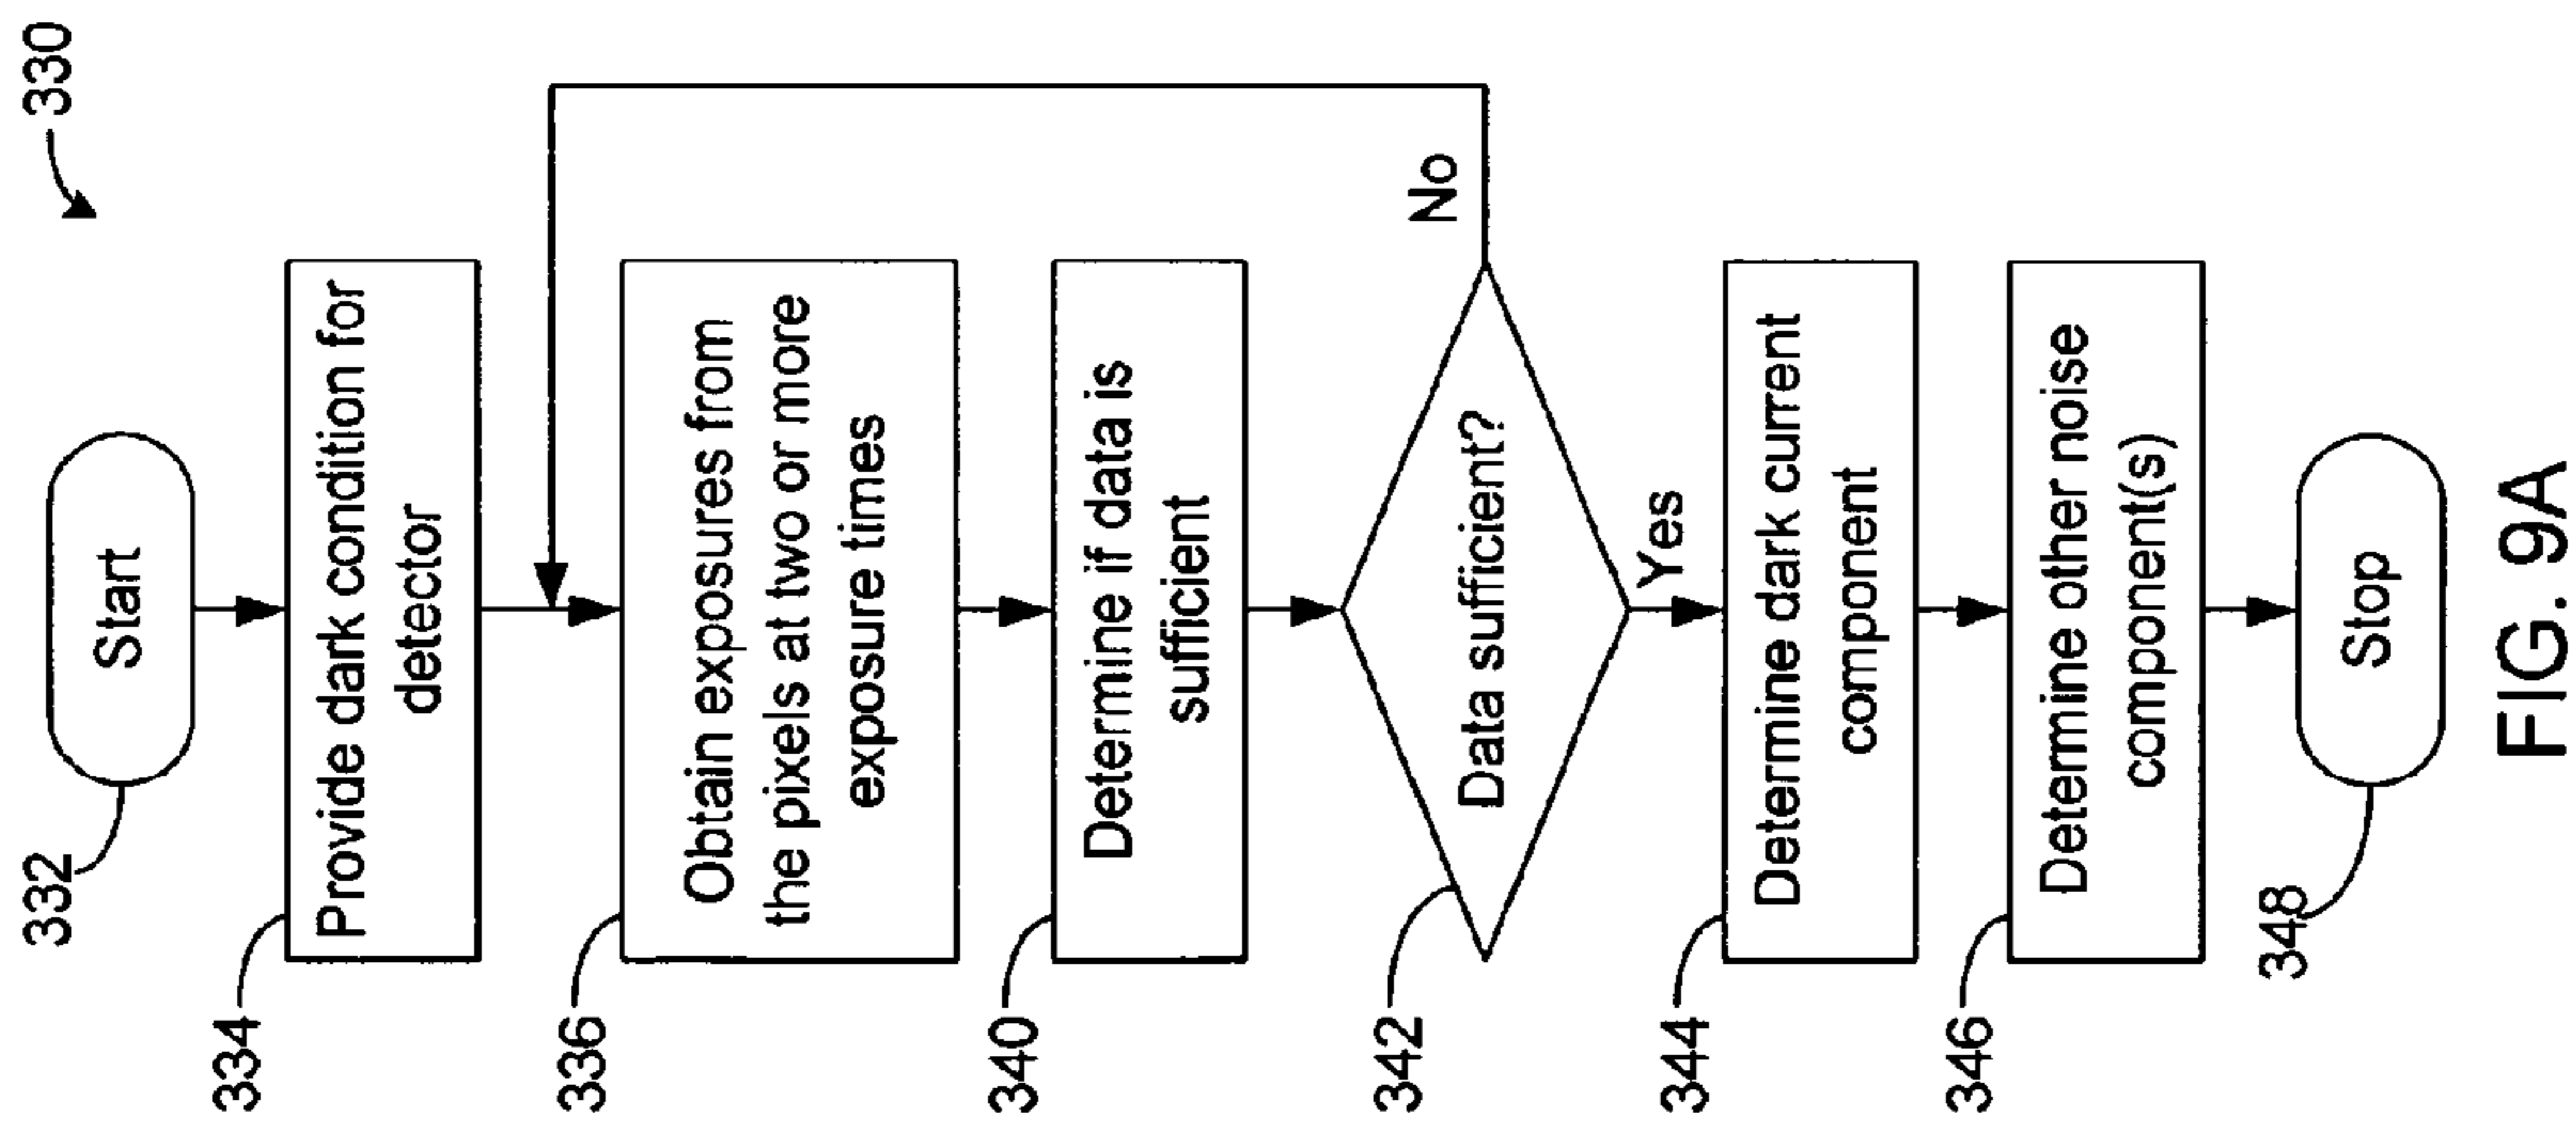 330
332
Start
334
Provide dark condition for
detector
336
Obtain exposures from
the pixels at two or more
exposure times
340
Determine if data is
sufficient
342
Data sufficient?
No
Yes
344
Determine dark current
component
346
Determine other noise
component(s)
348
Stop
FIG. 9A